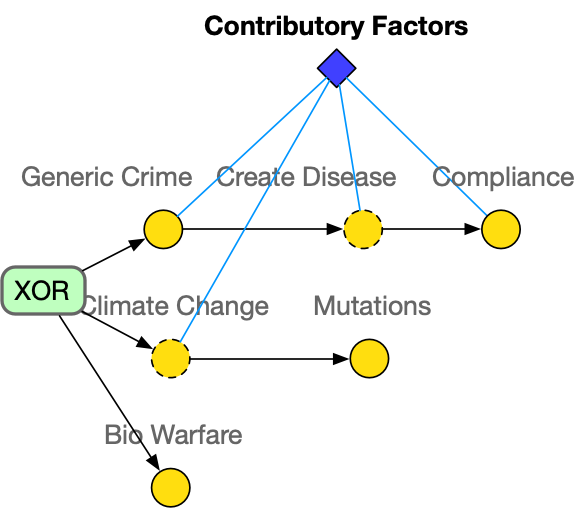 Contributory Factors
Generic Crime
Create Disease
Compliance
XOR
Climate Change
Mutations
Bio Warfare